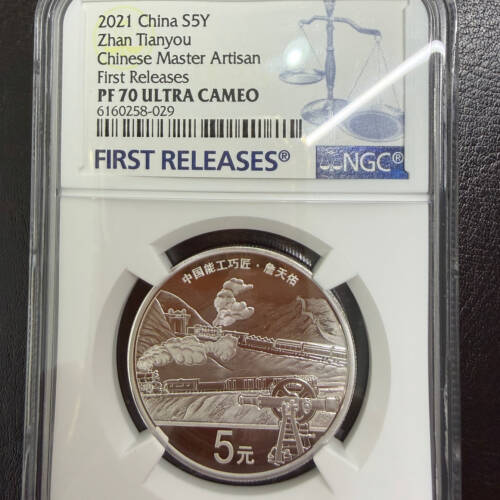 2021 China S5Y
Zhan Tianyou
Chinese Master Artisan
First Releases
PF 70 ULTRA CAMEO
6160258-029
FIRST RELEASES®
NGC®
中国能工巧匠·詹天佑
5元